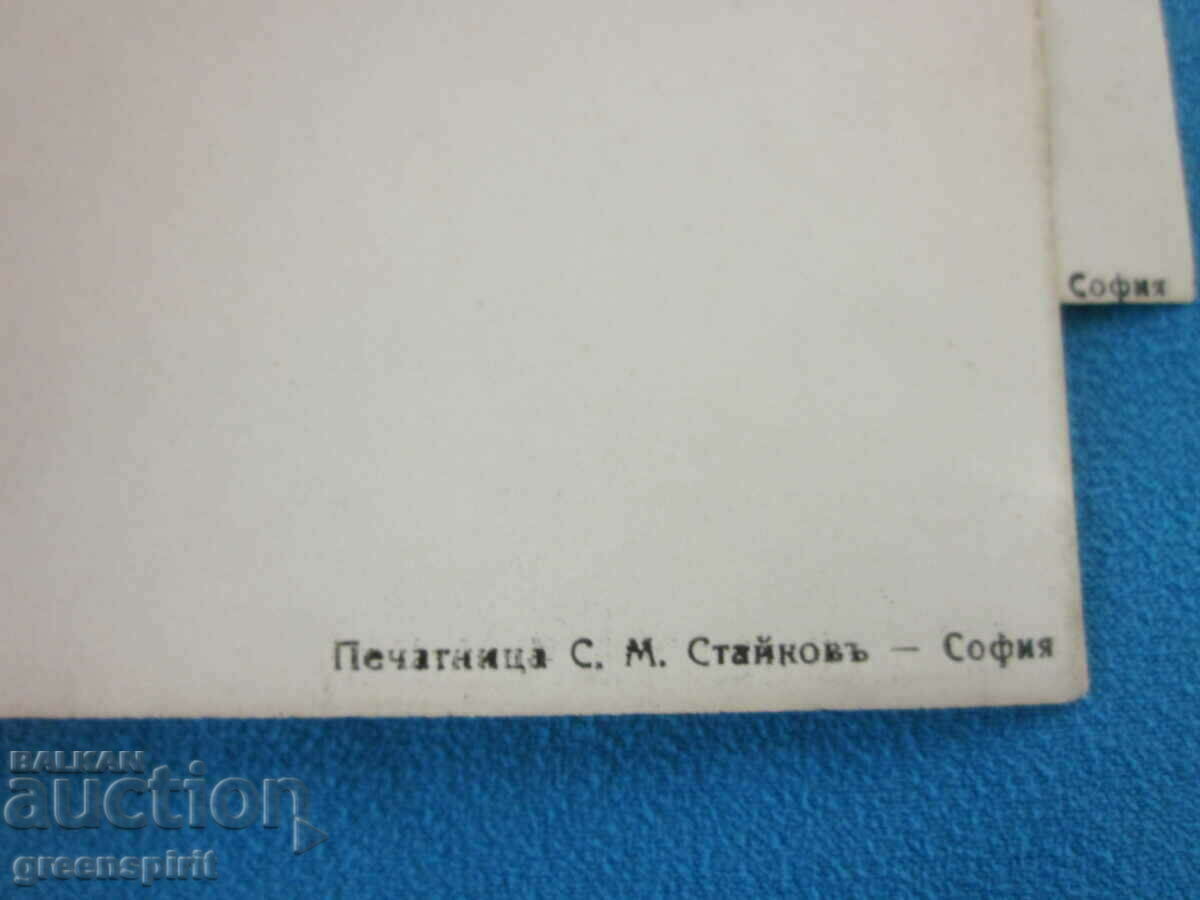 София
Печатница С. М. Стайковъ — София
BALKAN
auction
greenspirit